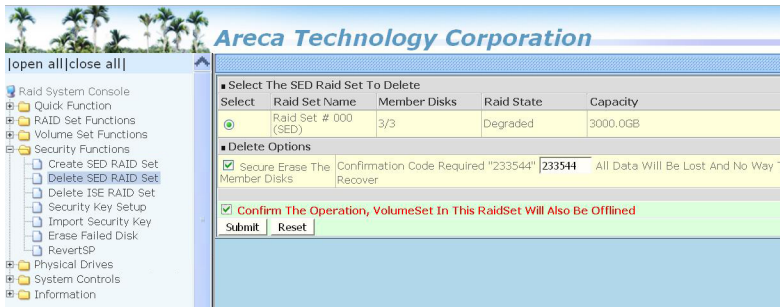 Areca Technology Corporation
|open all|close all|
Raid System Console
Quick Function
RAID Set Functions
Volume Set Functions
Security Functions
Create SED RAID Set
Delete SED RAID Set
Delete ISE RAID Set
Security Key Setup
Import Security Key
Erase Failed Disk
RevertSP
Physical Drives
System Controls
Information
Select The SED Raid Set To Delete
Select Raid Set Name Member Disks Raid State Capacity
Raid Set # 000 (SED) 3/3 Degraded 3000.0GB
Delete Options
Secure Erase The Member Disks
Confirmation Code Required "233544" 233544 All Data Will Be Lost And No Way T
Recover
Confirm The Operation, VolumeSet In This RaidSet Will Also Be Offlined
Submit Reset